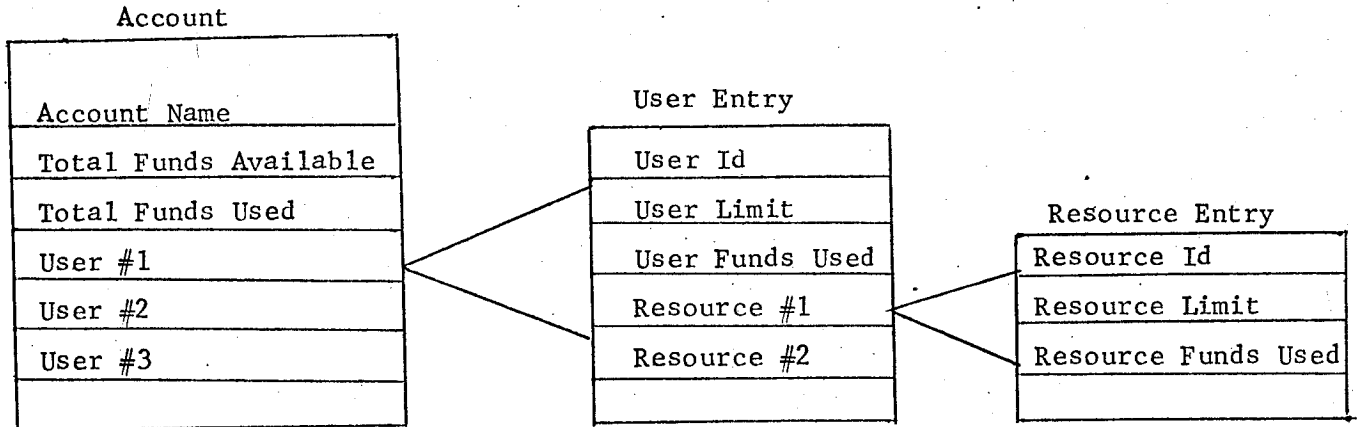 Account
Account Name
Total Funds Available
Total Funds Used
User #1
User #2
User #3
User Entry
User Id
User Limit
User Funds Used
Resource #1
Resource #2
Resource Entry
Resource Id
Resource Limit
Resource Funds Used